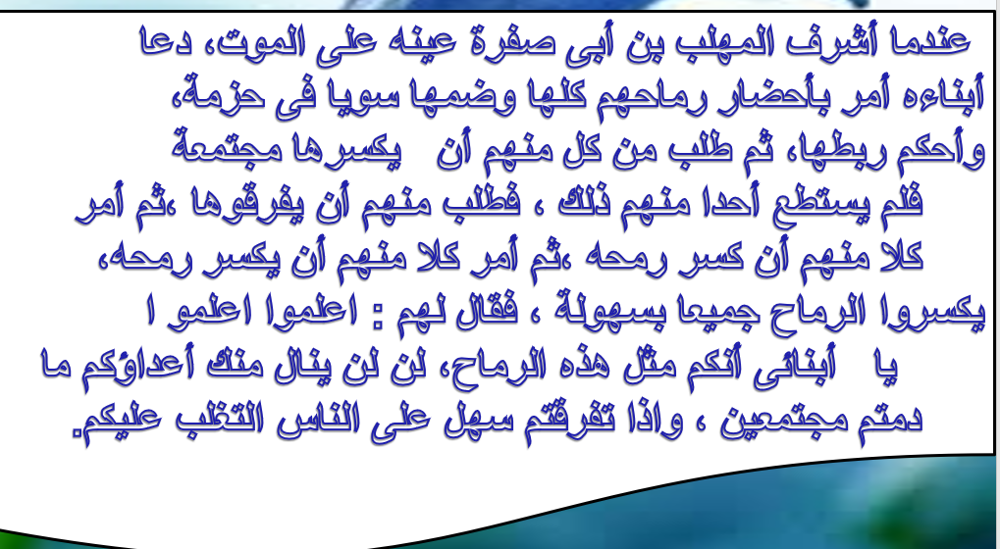 عندما أشرف المهلب بن أبى صفرة عينه على الموت، دعا
أبناءه أمر بأحضار رماحهم كلها وضمها سويا فى حزمة،
وأحكم ربطها، ثم طلب من كل منهم أن يكسرها مجتمعة
فلم يستطع أحدا منهم ذلك ، فطلب منهم أن يفرقوها ،ثم أمر
كلا منهم أن كسر رمحه ،ثم أمر كلا منهم أن يكسر رمحه،
يكسروا الرماح جميعا بسهولة ، فقال لهم : اعلموا اعلمو ا
يا أبنائى أنكم مثل هذه الرماح، لن لن ينال منك أعداؤكم ما
دمتم مجتمعين ، واذا تفرقتم سهل على الناس التغلب عليكم.